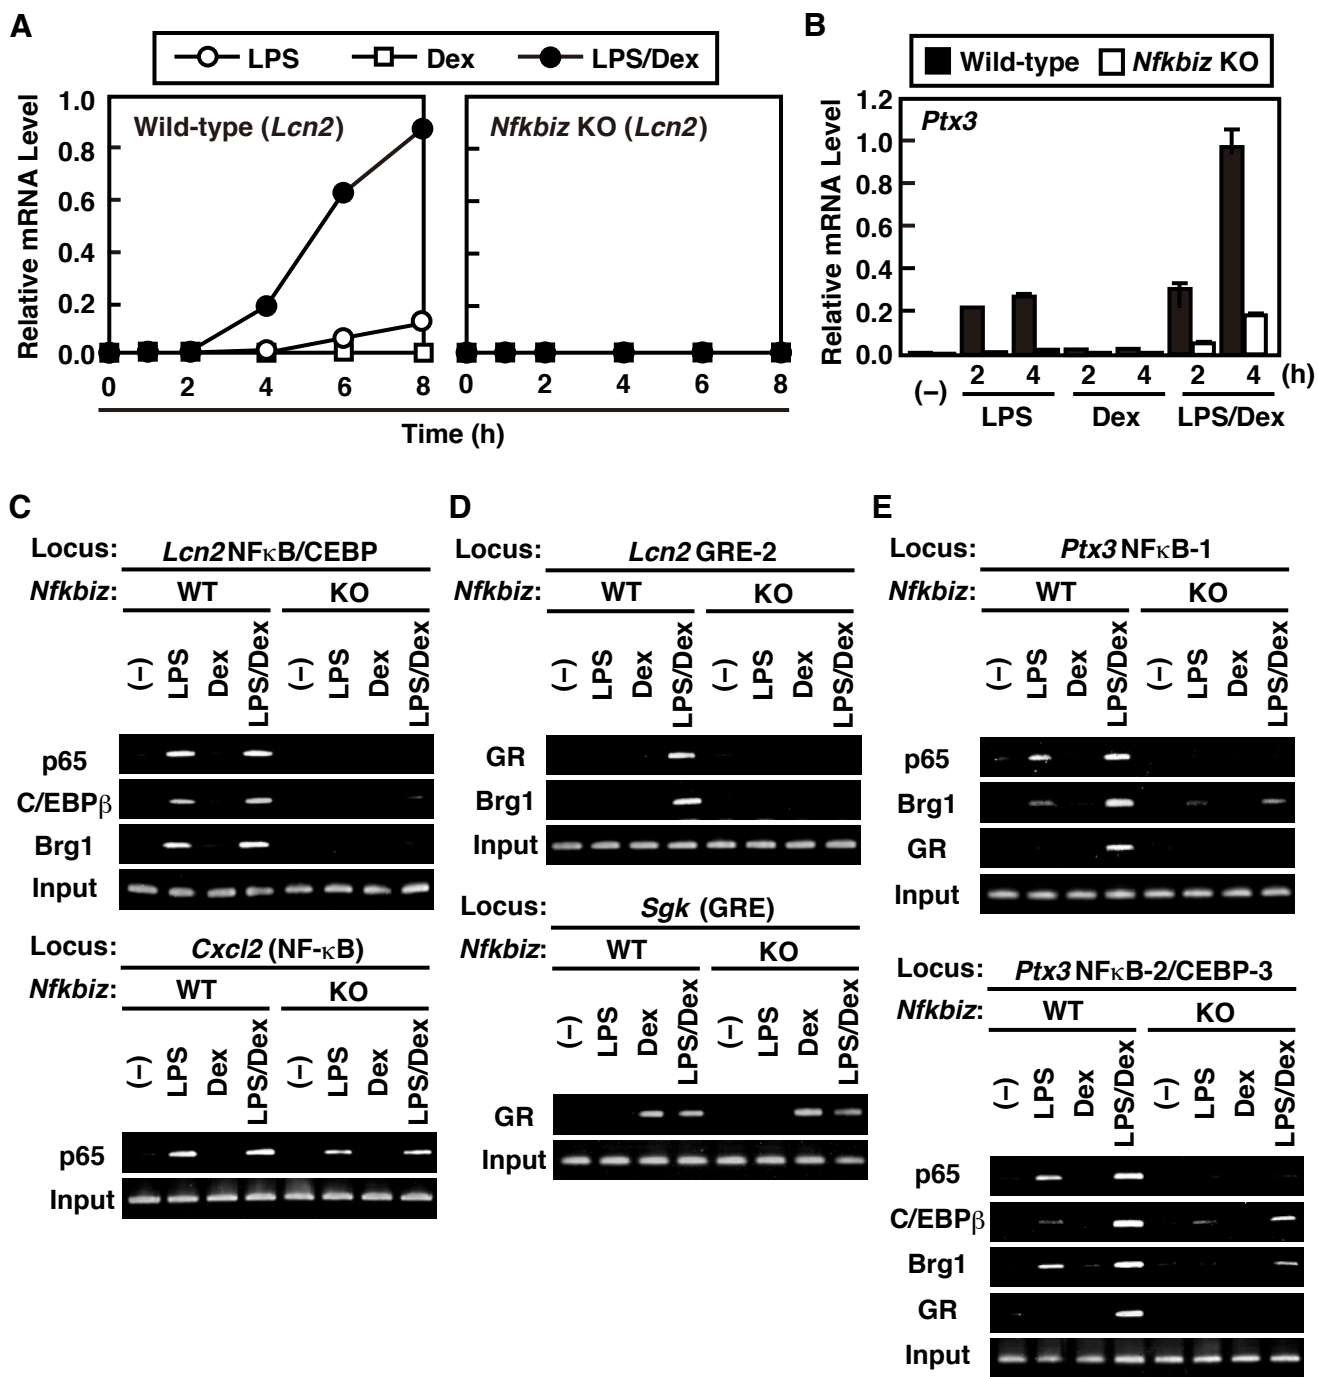 A
LPS Dex LPS/Dex
Relative mRNA Level
1.0
0.8
0.6
0.4
0.2
0.0
Wild-type (Lcn2)
0 2 4 6 8
Nfkbiz KO (Lcn2)
0 2 4 6 8
Time (h)
B
Wild-type Nfkbiz KO
Relative mRNA Level
1.2
1.0
0.8
0.6
0.4
0.2
0.0
Ptx3
(–) 2 4 2 4 2 4 (h)
LPS Dex LPS/Dex
C
Locus: Lcn2 NFκB/CEBP
Nfkbiz: WT KO
(–) LPS Dex LPS/Dex (–) LPS Dex LPS/Dex
p65
C/EBPβ
Brg1
Input
Locus: Cxcl2 (NF-κB)
Nfkbiz: WT KO
(–) LPS Dex LPS/Dex (–) LPS Dex LPS/Dex
p65
Input
D
Locus: Lcn2 GRE-2
Nfkbiz: WT KO
(–) LPS Dex LPS/Dex (–) LPS Dex LPS/Dex
GR
Brg1
Input
Locus: Sgk (GRE)
Nfkbiz: WT KO
(–) LPS Dex LPS/Dex (–) LPS Dex LPS/Dex
GR
Input
E
Locus: Ptx3 NFκB-1
Nfkbiz: WT KO
(–) LPS Dex LPS/Dex (–) LPS Dex LPS/Dex
p65
Brg1
GR
Input
Locus: Ptx3 NFκB-2/CEBP-3
Nfkbiz: WT KO
(–) LPS Dex LPS/Dex (–) LPS Dex LPS/Dex
p65
C/EBPβ
Brg1
GR
Input